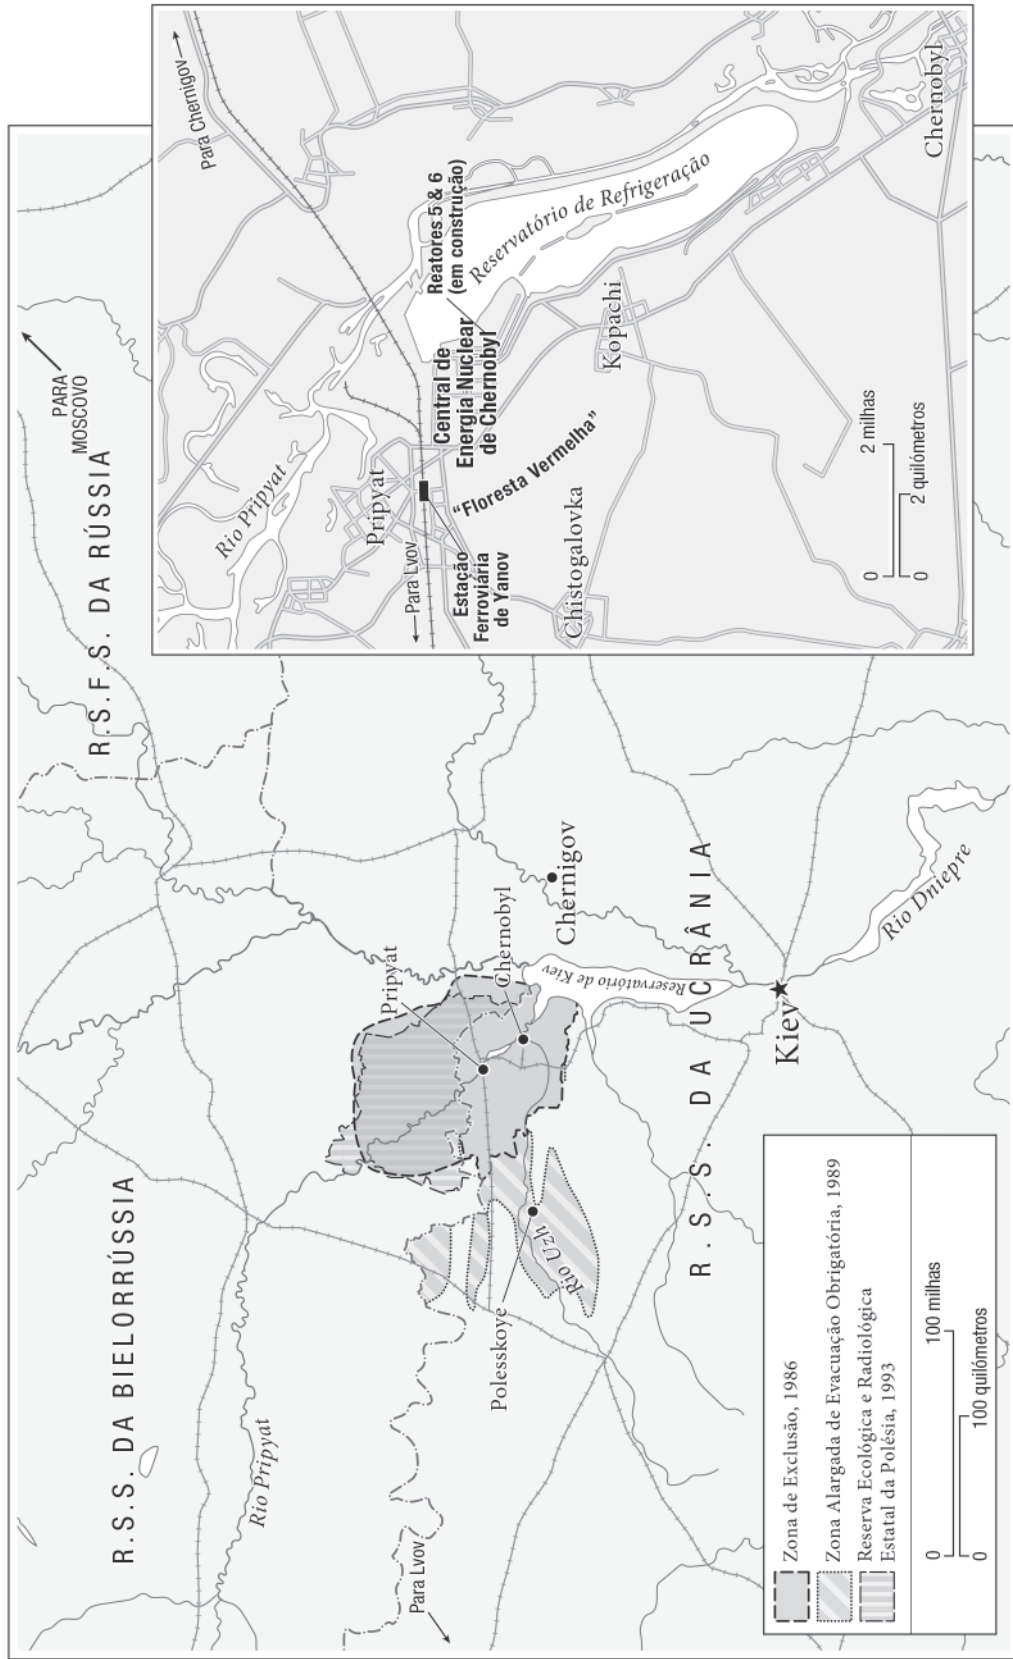 R.S.S. DA BIELORRÚSSIA
R.S.F.S. DA RÚSSIA
PARA
MOSCOVO
Rio Pripyat
Para Lvov
Pripyat
Chernobyl
Chernigov
Polesskoye
Rio Uzh
Reservatório de Kiev
R.S.S. DA UCRÂNIA
Kiev
Rio Dniepre
Zona de Exclusão, 1986
Zona Alargada de Evacuação Obrigatória, 1989
Reserva Ecológica e Radiológica
Estatal da Polésia, 1993
0 100 milhas
0 100 quilómetros
Para Chernigov
Rio Pripyat
Pripyat
Para Lvov
Estação
Ferroviária
de Yanov
Central de
Energia Nuclear
de Chernobyl
Reatores 5 & 6
(em construção)
Reservatório de Refrigeração
“Floresta Vermelha”
Kopachi
Chistogalovka
Chernobyl
0 2 milhas
0 2 quilómetros